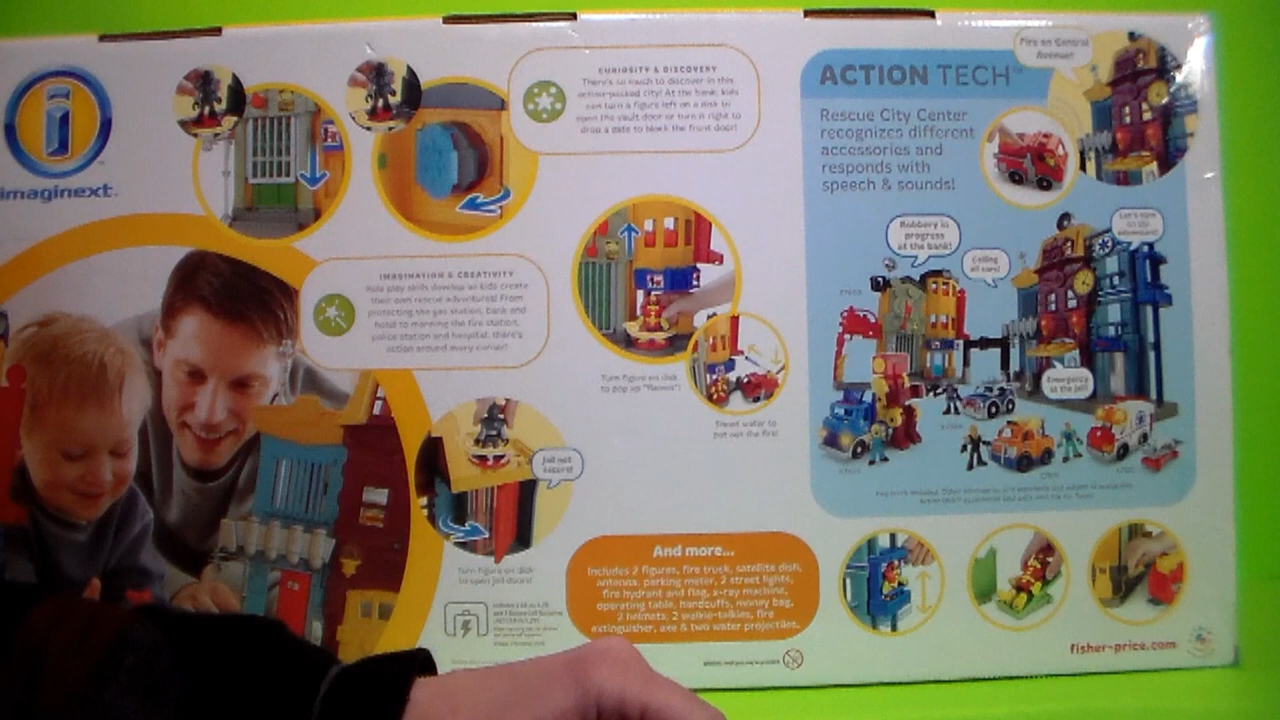 imaginext
CURIOSITY & DISCOVERY
There's so much to discover in this
action-packed city! At the bank, kids
can turn a figure left on a disk to
open the vault door or turn it right to
drop a gate to block the front door!
IMAGINATION & CREATIVITY
Role play skills develop as kids create
their own rescue adventures! From
protecting the gas station, bank and
hotel to manning the fire station,
police station and hospital, there's
action around every corner!
Turn figure on disk
to pop up "flames"!
Shoot water to
put out the fire!
Jail not
secure!
Turn figure on disk
to open jail doors!
And more...
Includes 2 figures, fire truck, satellite dish,
antenna, parking meter, 2 street lights,
fire hydrant and flag, x-ray machine,
operating table, handcuffs, money bag,
2 helmets, 2 walkie-talkies, fire
extinguisher, axe & two water projectiles.
ACTION TECH™
Rescue City Center
recognizes different
accessories and
responds with
speech & sounds!
Fire on Central
Avenue!
Robbery in
progress
at the bank!
Calling
all cars!
Emergency
at the jail!
fisher-price.com